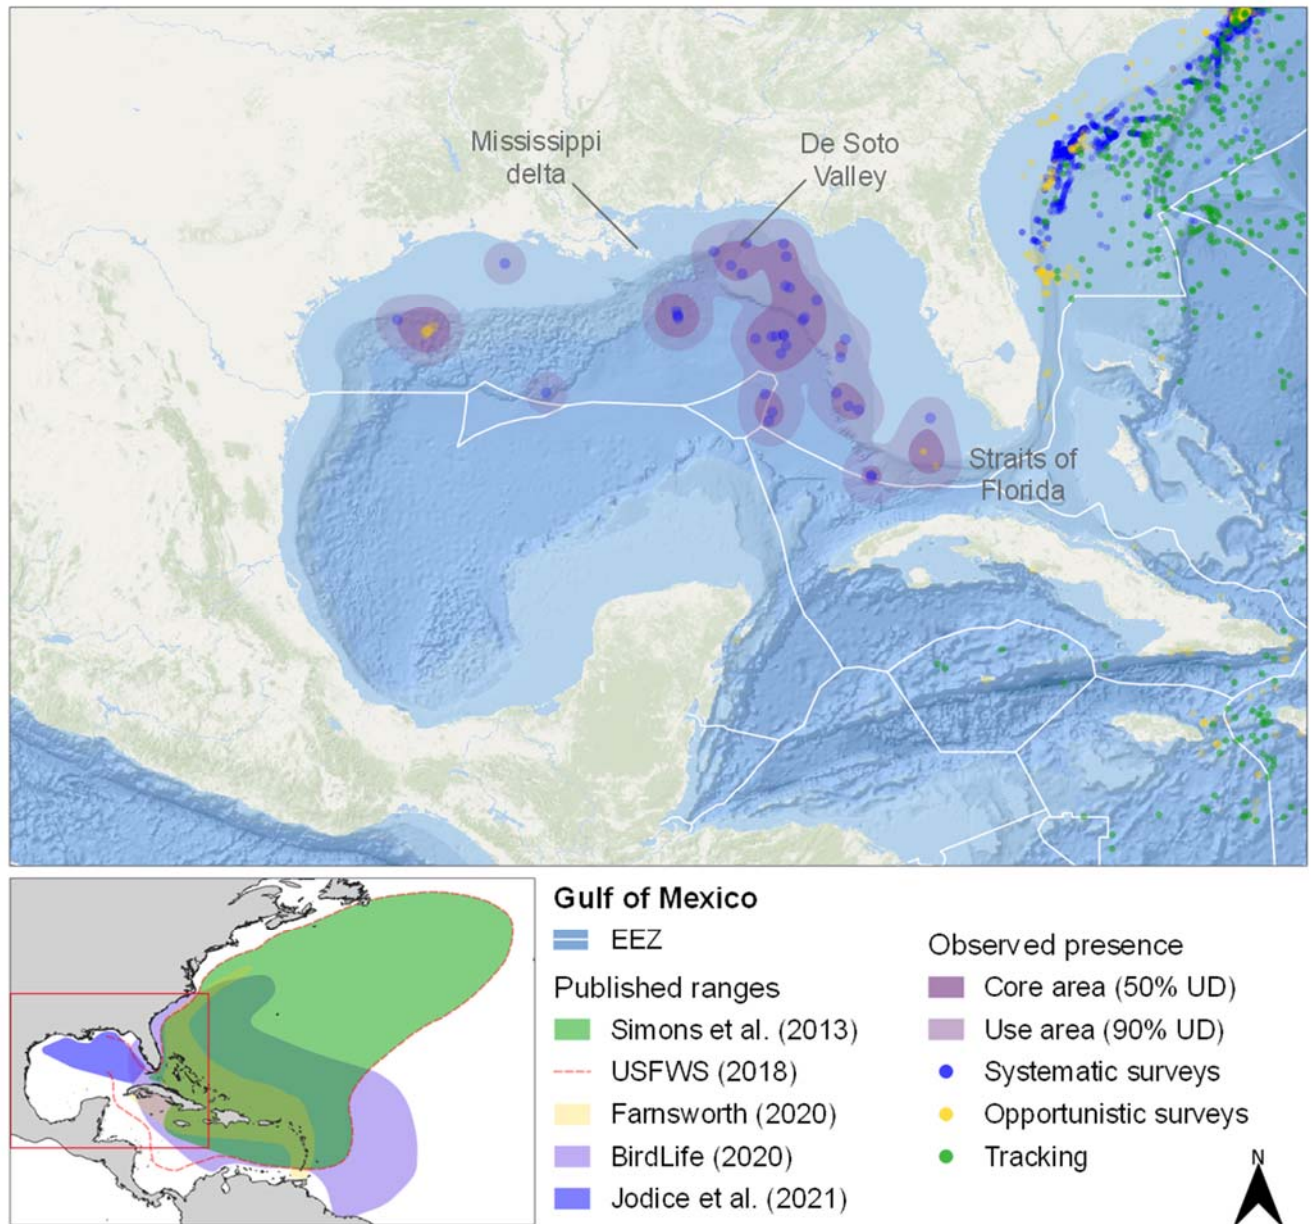 Mississippi
delta
De Soto
Valley
Straits of
Florida
Gulf of Mexico
EEZ
Published ranges
Simons et al. (2013)
USFWS (2018)
Farnsworth (2020)
BirdLife (2020)
Jodice et al. (2021)
Observed presence
Core area (50% UD)
Use area (90% UD)
Systematic surveys
Opportunistic surveys
Tracking
N